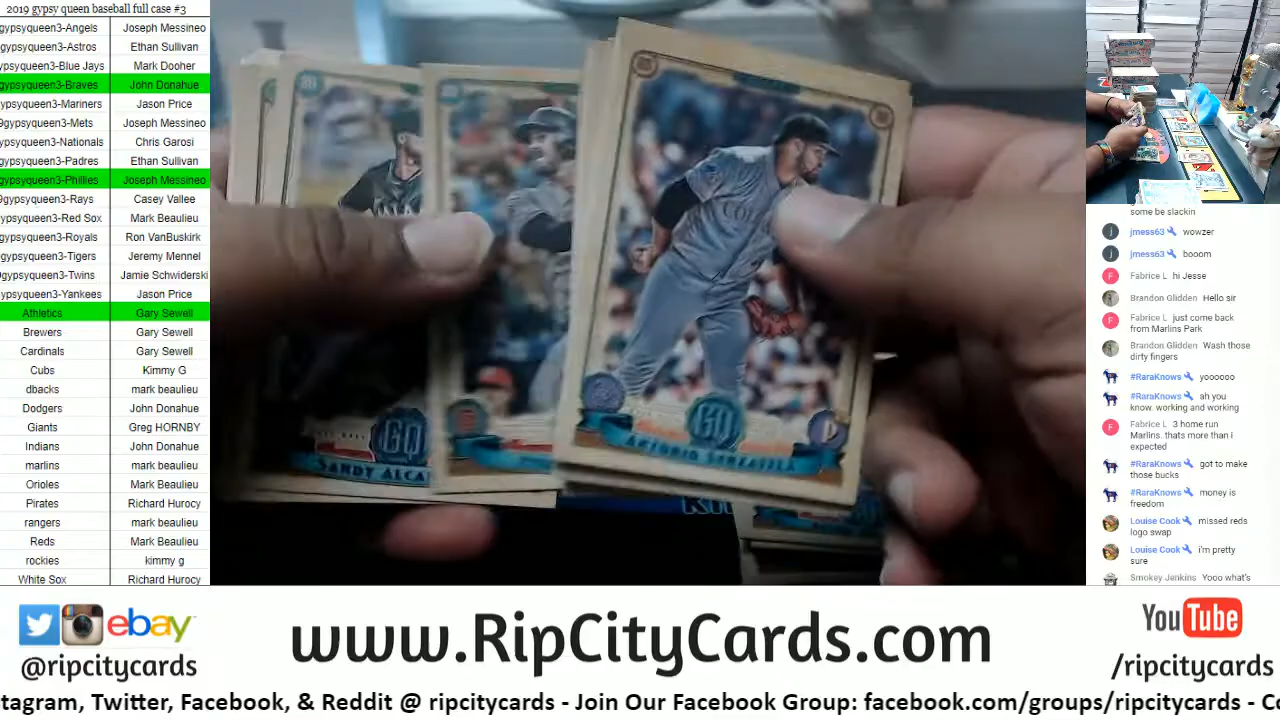 2019 gypsy queen baseball full case #3
gypsyqueen3-Angels Joseph Messineo
gypsyqueen3-Astros Ethan Sullivan
gypsyqueen3-Blue Jays Mark Dooher
gypsyqueen3-Braves John Donahue
gypsyqueen3-Mariners Jason Price
9gypsyqueen3-Mets Joseph Messineo
gypsyqueen3-Nationals Chris Garosi
gypsyqueen3-Padres Ethan Sullivan
gypsyqueen3-Phillies Joseph Messineo
9gypsyqueen3-Rays Casey Vallee
gypsyqueen3-Red Sox Mark Beaulieu
gypsyqueen3-Royals Ron VanBuskirk
gypsyqueen3-Tigers Jeremy Mennel
gypsyqueen3-Twins Jamie Schwiderski
ypsyqueen3-Yankees Jason Price
Athletics Gary Sewell
Brewers Gary Sewell
Cardinals Gary Sewell
Cubs Kimmy G
dbacks mark beaulieu
Dodgers John Donahue
Giants Greg HORNBY
Indians John Donahue
marlins mark beaulieu
Orioles Mark Beaulieu
Pirates Richard Hurocy
rangers mark beaulieu
Reds Mark Beaulieu
rockies kimmy g
White Sox Richard Hurocy
GQ
SANDY ALCA
GQ
ANTONIO SENZATELA
P
some be slackin
jmess63 wowzer
jmess63 booom
Fabrice L hi Jesse
Brandon Glidden Hello sir
Fabrice L just come back
from Marlins Park
Brandon Glidden Wash those
dirty fingers
#RaraKnows yoooooo
#RaraKnows ah you
know. working and working
Fabrice L 3 home run
Marlins. thats more i
expected
#RaraKnows got to make
those bucks
#RaraKnows money is
freedom
Louise Cook missed reds
logo swap
Louise Cook i'm pretty
sure
Smokey Jenkins Yooo what's
ebay
@ripcitycards
www.RipCityCards.com
YouTube
/ripcitycards
stagram, Twitter, Facebook, & Reddit @ ripcitycards - Join Our Facebook Group: facebook.com/groups/ripcitycards - Co